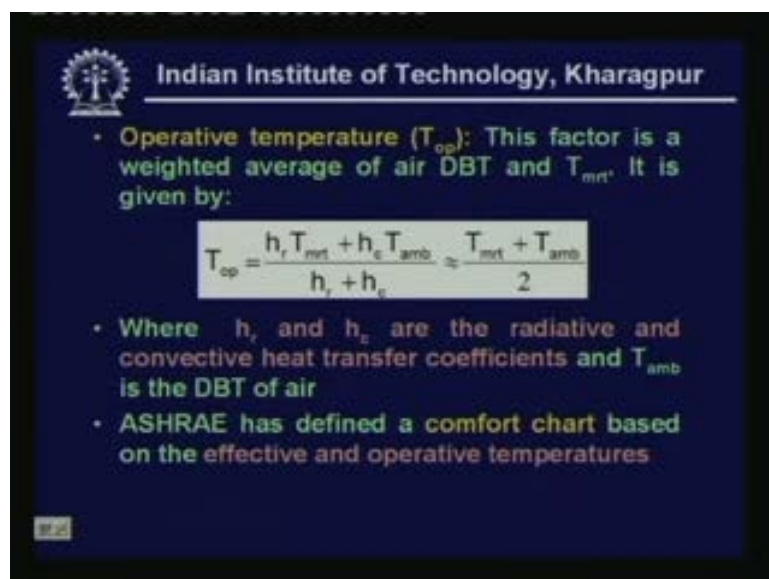 Indian Institute of Technology, Kharagpur
• Operative temperature (T_op): This factor is a
weighted average of air DBT and T_mrt. It is
given by:
T_op = (h_r T_mrt + h_c T_amb) / (h_r + h_c) ≈ (T_mrt + T_amb) / 2
• Where h_r and h_c are the radiative and
convective heat transfer coefficients and T_amb
is the DBT of air
• ASHRAE has defined a comfort chart based
on the effective and operative temperatures